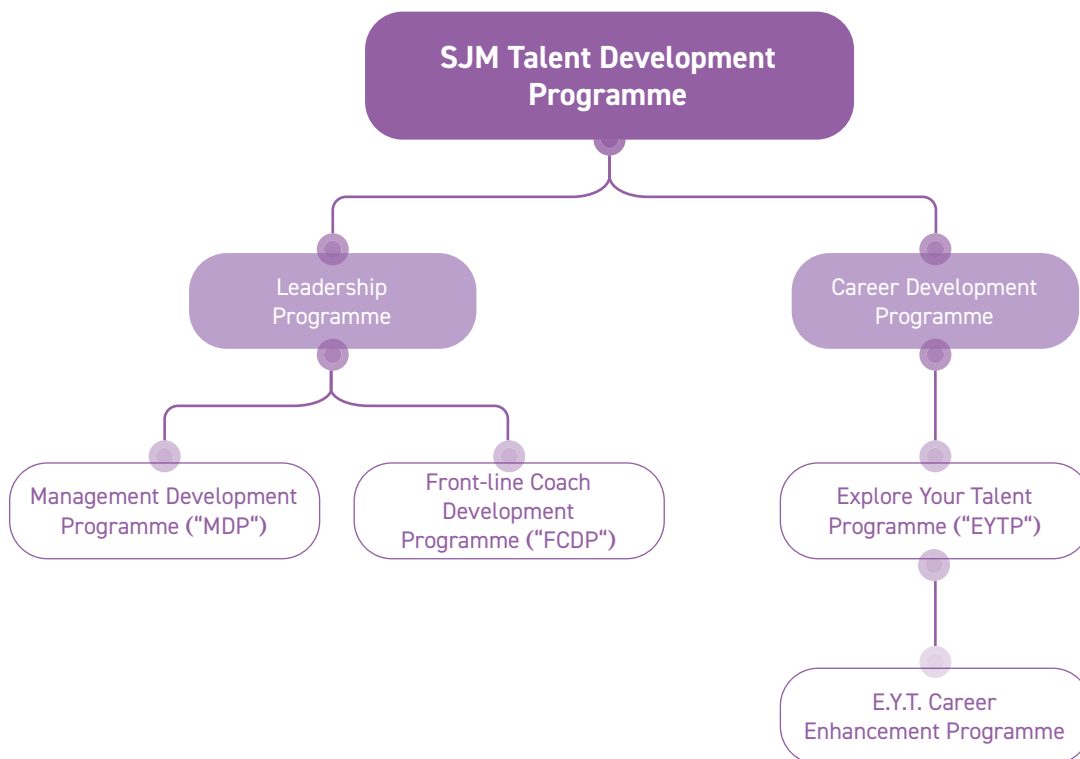 SJM Talent Development
Programme
Leadership
Programme
Career Development
Programme
Management Development
Programme (“MDP“)
Front-line Coach
Development
Programme (“FCDP“)
Explore Your Talent
Programme (“EYTP“)
E.Y.T. Career
Enhancement Programme